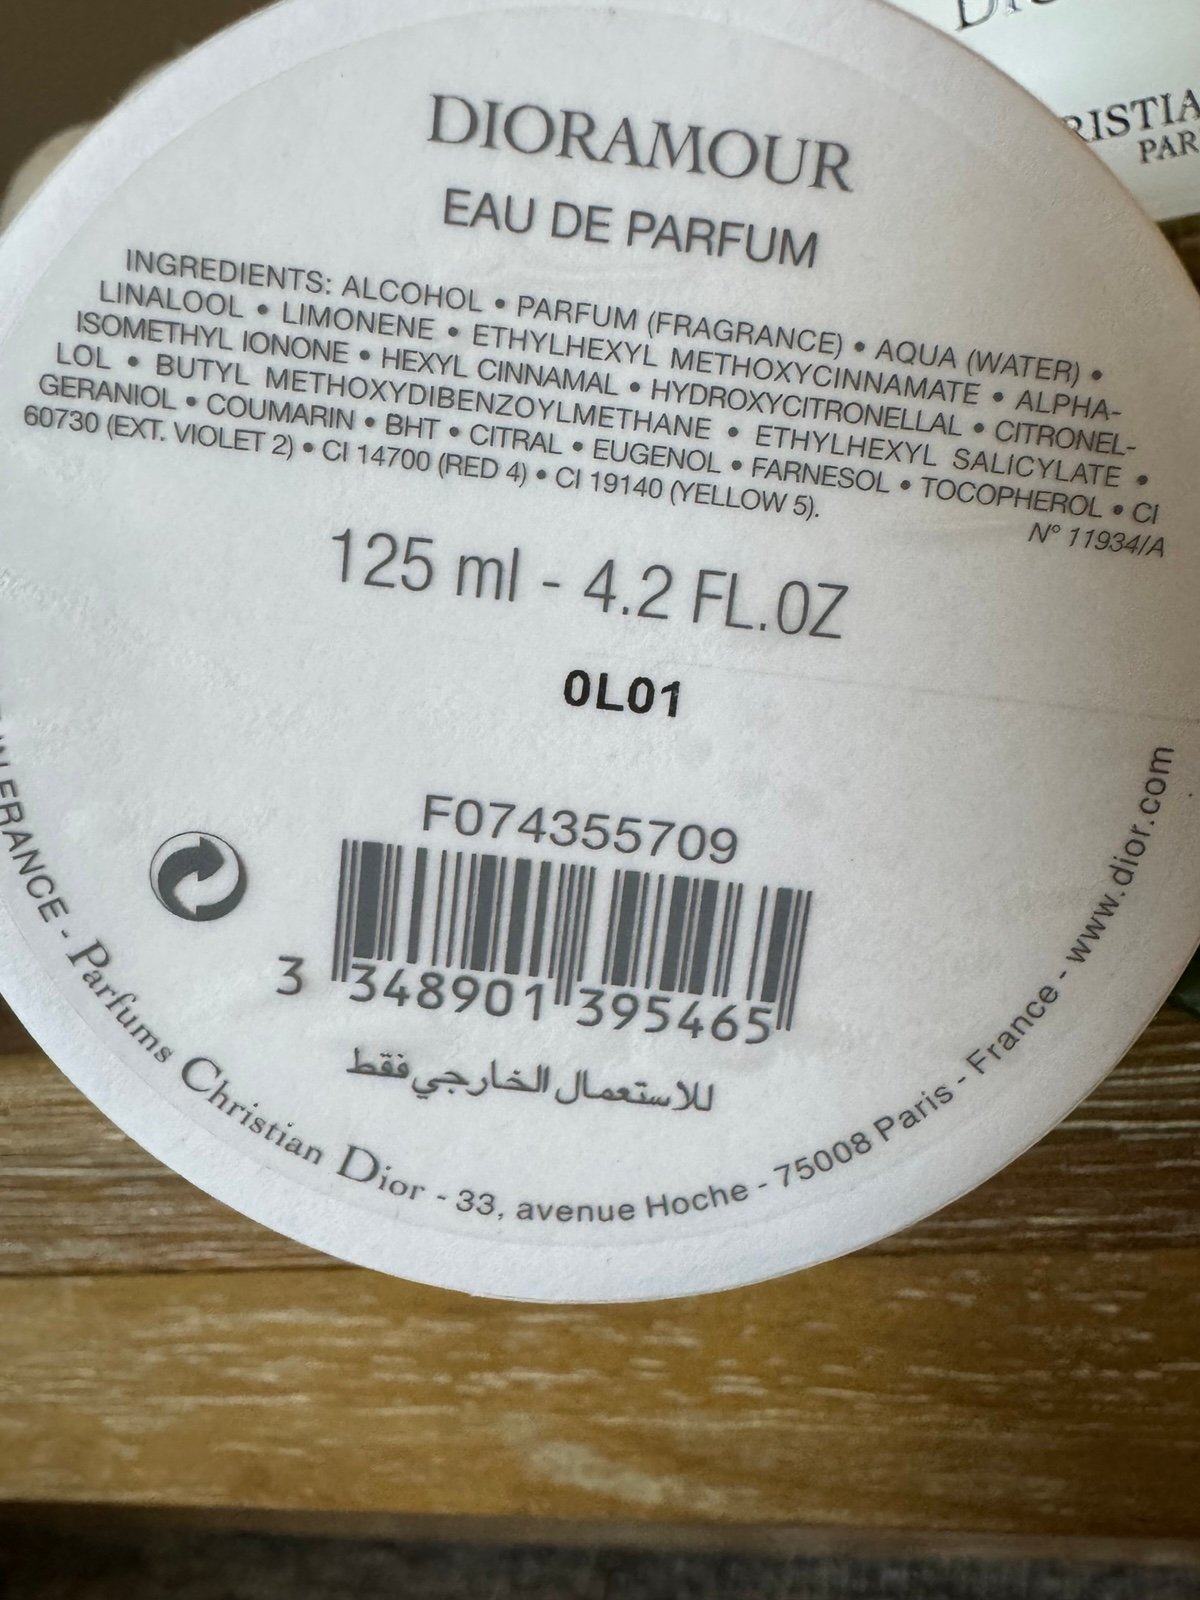 DIORAMOUR
EAU DE PARFUM
INGREDIENTS: ALCOHOL • PARFUM (FRAGRANCE) • AQUA (WATER) •
LINALOOL • LIMONENE • ETHYLHEXYL METHOXYCINNAMATE • ALPHA-
ISOMETHYL IONONE • HEXYL CINNAMAL • HYDROXYCITRONELLAL • CITRONEL-
LOL • BUTYL METHOXYDIBENZOYLMETHANE • ETHYLHEXYL SALICYLATE •
GERANIOL • COUMARIN • BHT • CITRAL • EUGENOL • FARNESOL • TOCOPHEROL • CI
60730 (EXT. VIOLET 2) • CI 14700 (RED 4) • CI 19140 (YELLOW 5).
N° 11934/A
125 ml - 4.2 FL.OZ
0L01
F074355709
3 348901 395465
للاستعمال الخارجي فقط
IN FRANCE - Parfums Christian Dior - 33, avenue Hoche - 75008 Paris - France - www.dior.com